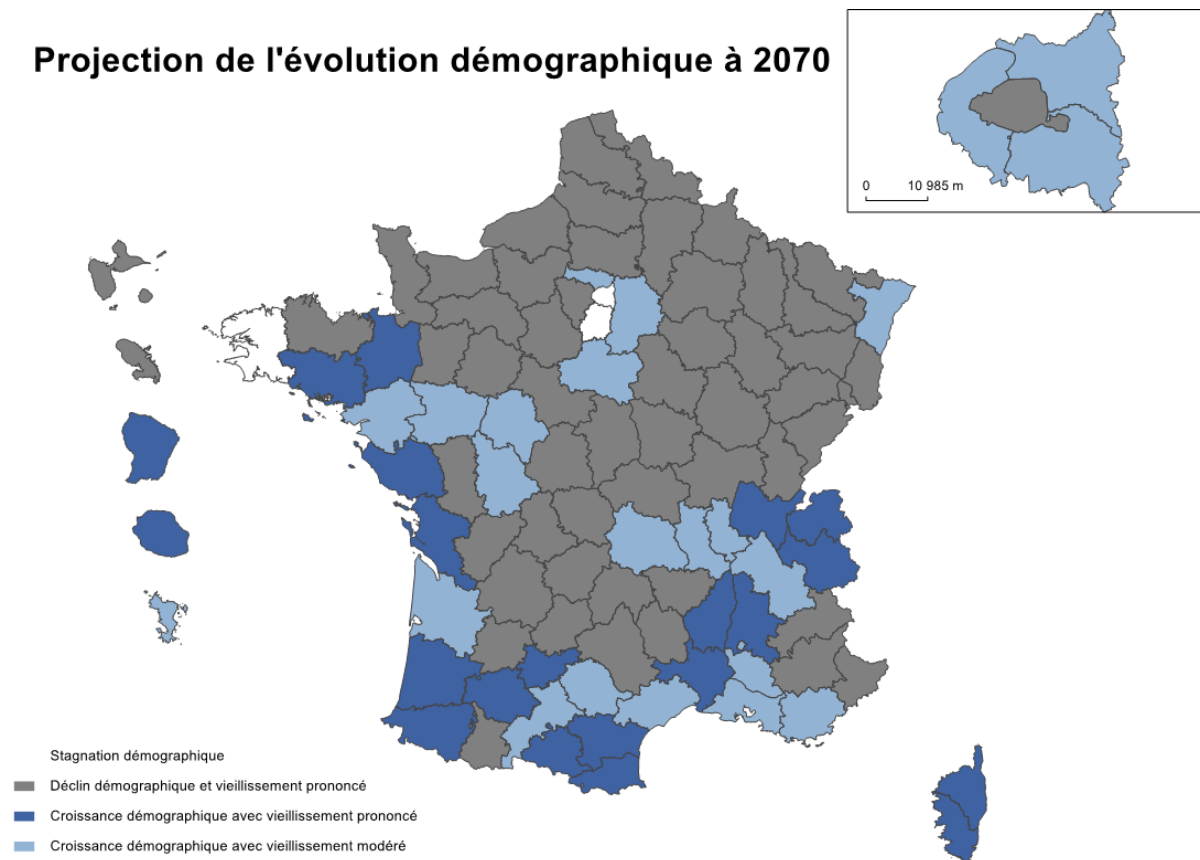 Projection de l'évolution démographique à 2070
0 10 985 m
Stagnation démographique
Déclin démographique et vieillissement prononcé
Croissance démographique avec vieillissement prononcé
Croissance démographique avec vieillissement modéré